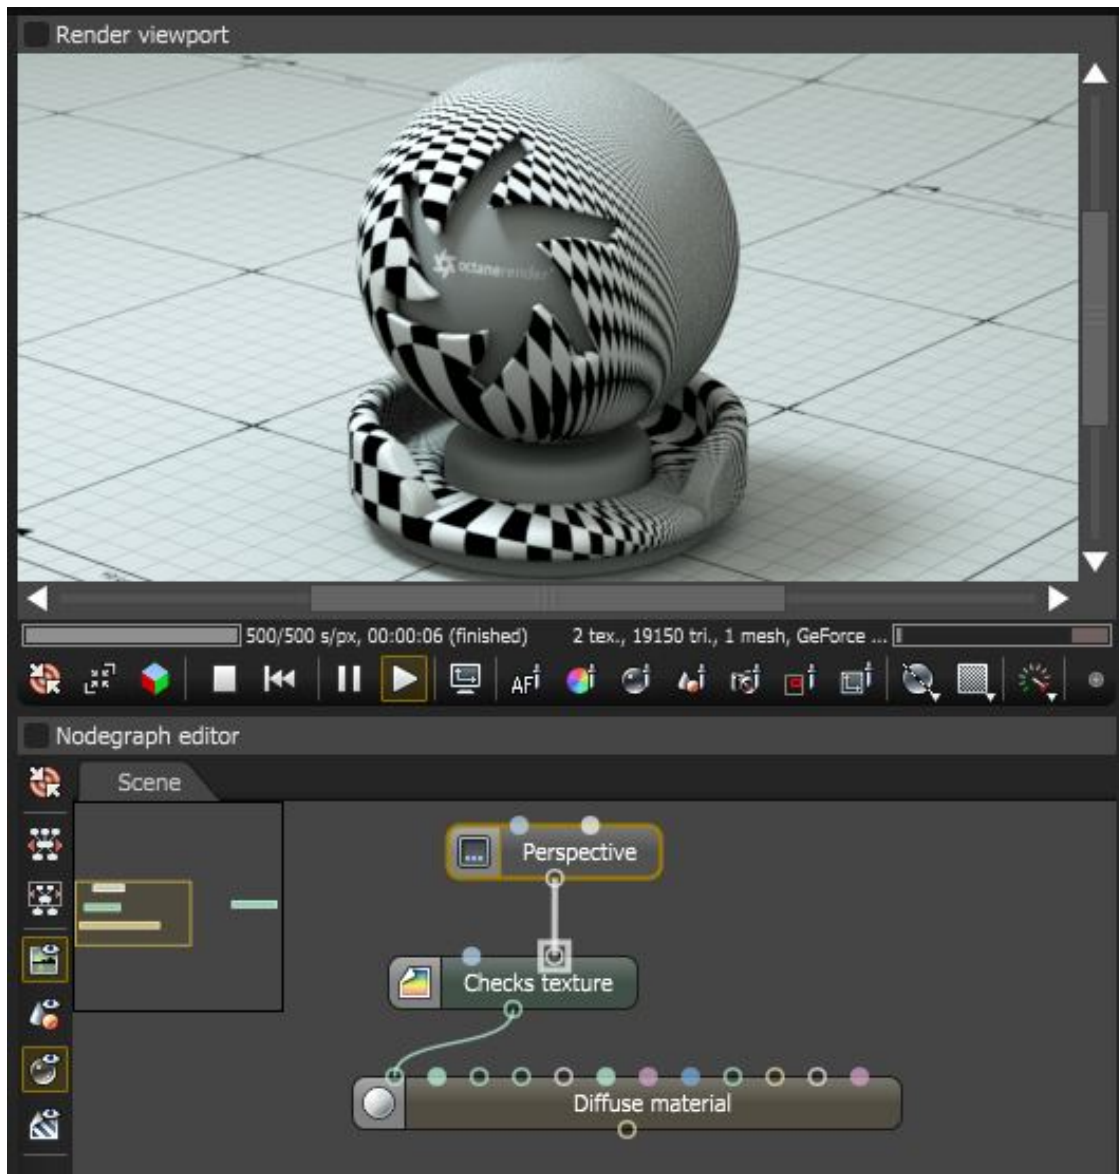 Render viewport
octanerender
500/500 s/px, 00:00:06 (finished) 2 tex., 19150 tri., 1 mesh, GeForce ...
AF
Nodegraph editor
Scene
Perspective
Checks texture
Diffuse material